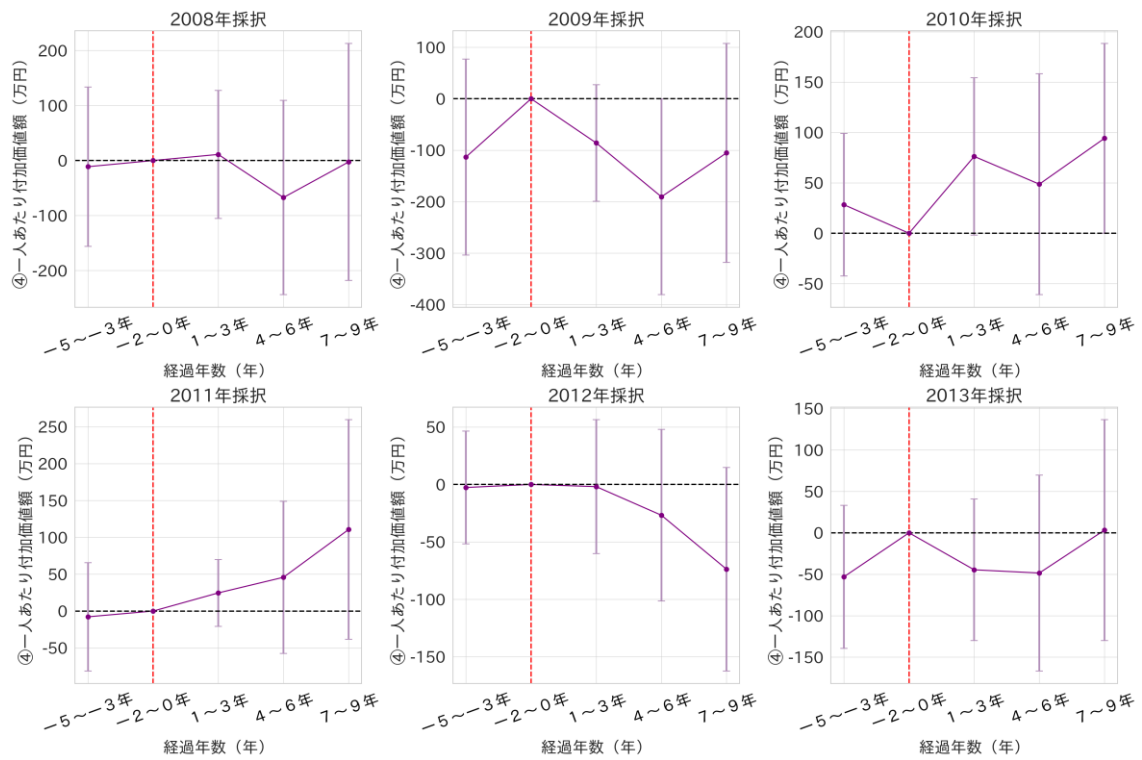 2008年採択
④一人あたり付加価値額（万円）
200
100
0
-100
-200
－5～－3年
－2～0年
1～3年
4～6年
7～9年
経過年数（年）
2009年採択
④一人あたり付加価値額（万円）
100
0
-100
-200
-300
-400
－5～－3年
－2～0年
1～3年
4～6年
7～9年
経過年数（年）
2010年採択
④一人あたり付加価値額（万円）
200
150
100
50
0
-50
－5～－3年
－2～0年
1～3年
4～6年
7～9年
経過年数（年）
2011年採択
④一人あたり付加価値額（万円）
250
200
150
100
50
0
-50
－5～－3年
－2～0年
1～3年
4～6年
7～9年
経過年数（年）
2012年採択
④一人あたり付加価値額（万円）
50
0
-50
-100
-150
－5～－3年
－2～0年
1～3年
4～6年
7～9年
経過年数（年）
2013年採択
④一人あたり付加価値額（万円）
150
100
50
0
-50
-100
-150
－5～－3年
－2～0年
1～3年
4～6年
7～9年
経過年数（年）